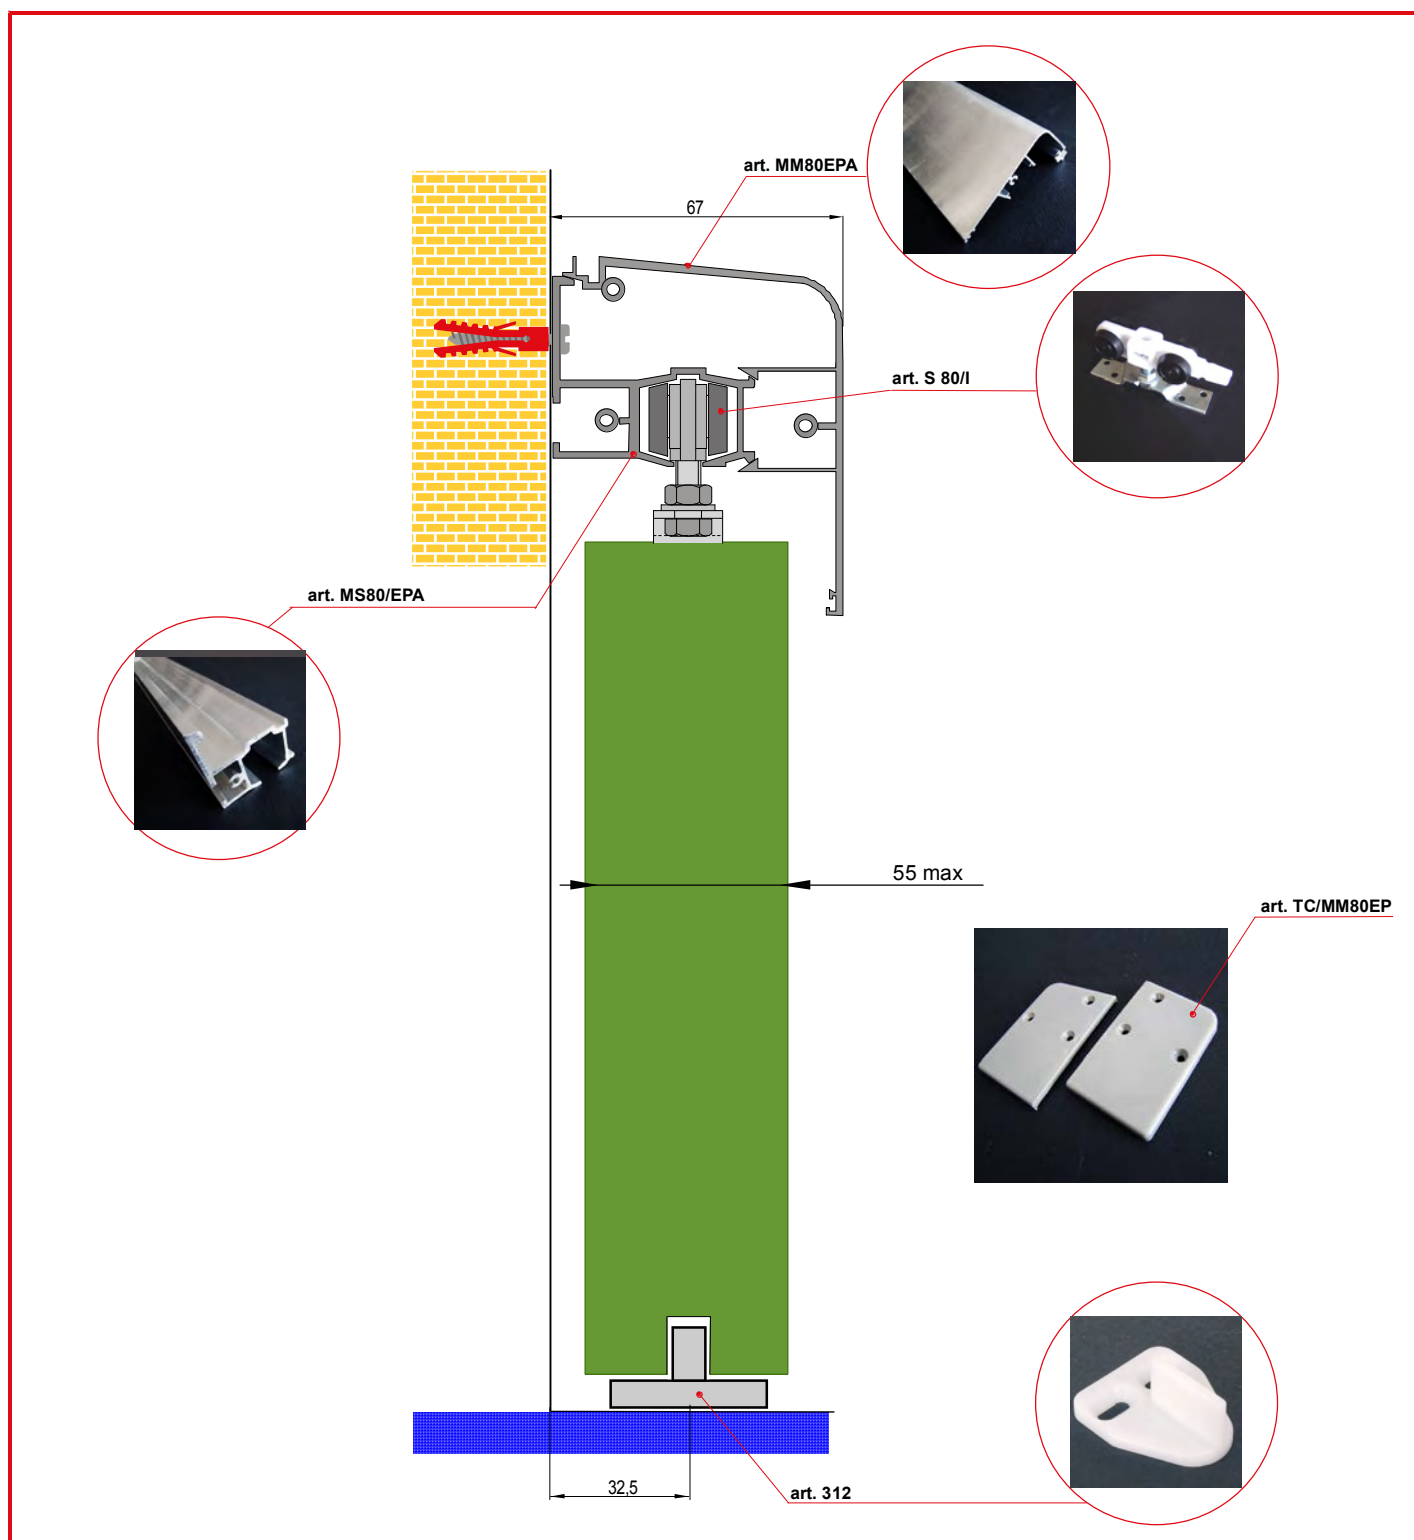 art. MM80EPA
67
art. S 80/I
art. MS80/EPA
55 max
art. TC/MM80EP
32,5
art. 312